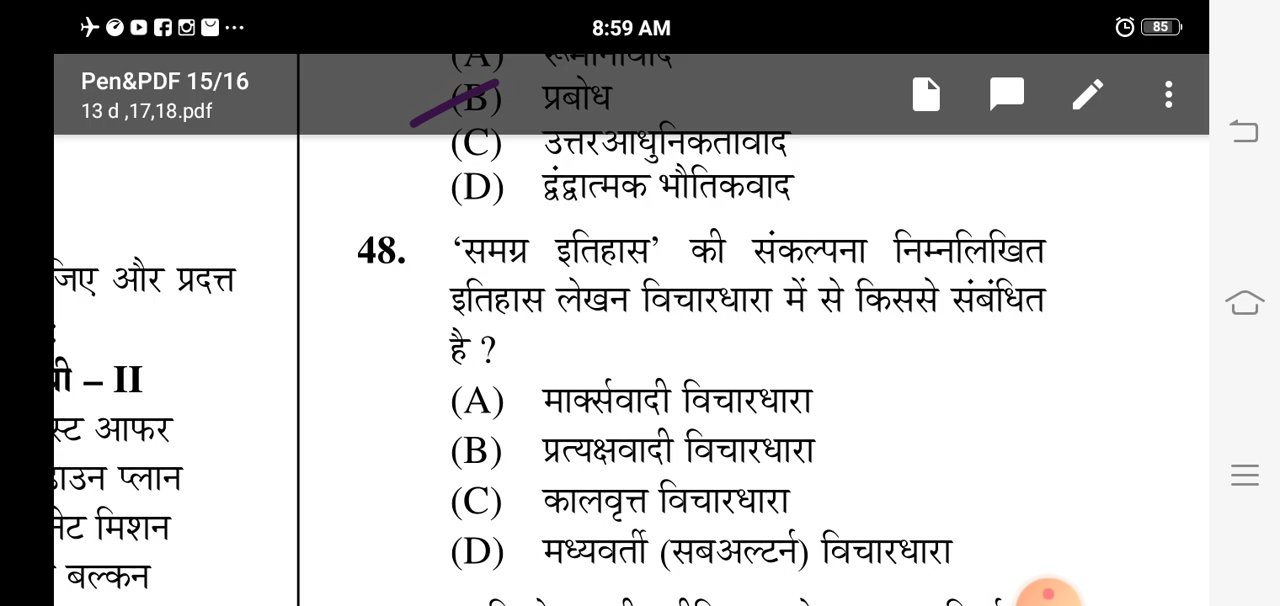 8:59 AM
85
Pen&PDF 15/16
13 d ,17,18.pdf
(A) रूमानीवाद
(B) प्रबोध
(C) उत्तरआधुनिकतावाद
(D) द्वंद्वात्मक भौतिकवाद
48. ‘समग्र इतिहास’ की संकल्पना निम्नलिखित
इतिहास लेखन विचारधारा में से किससे संबंधित
है ?
(A) मार्क्सवादी विचारधारा
(B) प्रत्यक्षवादी विचारधारा
(C) कालवृत्त विचारधारा
(D) मध्यवर्ती (सबअल्टर्न) विचारधारा
जिए और प्रदत्त
– II
आफर
प्लान
मिशन
बल्कन